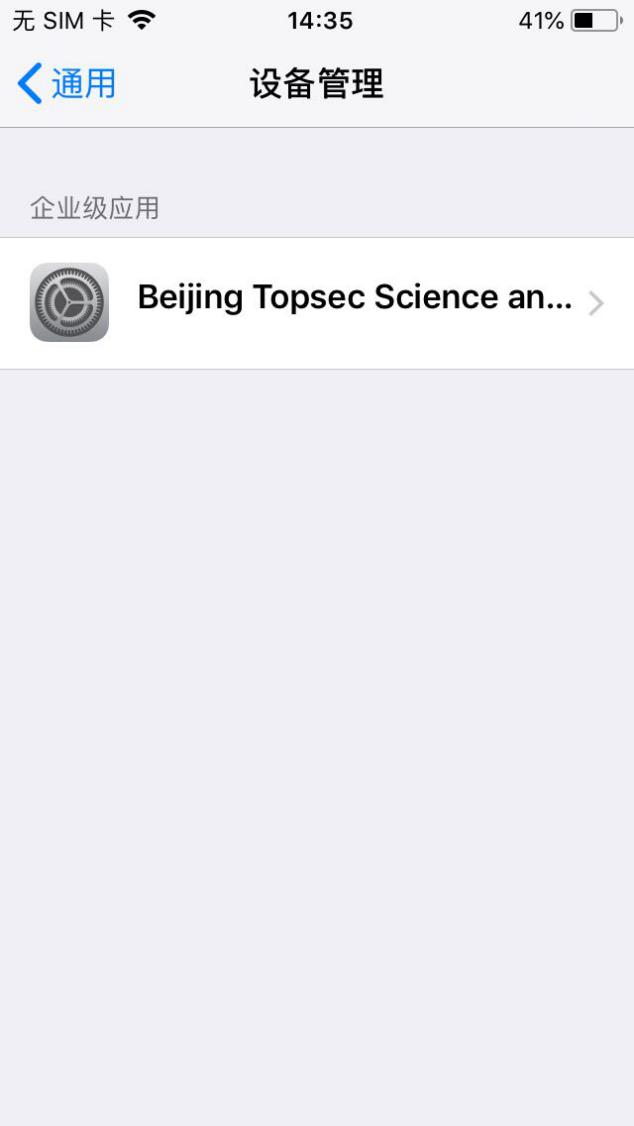 无 SIM 卡 14:35 41%
通用 设备管理
企业级应用
Beijing Topsec Science an...